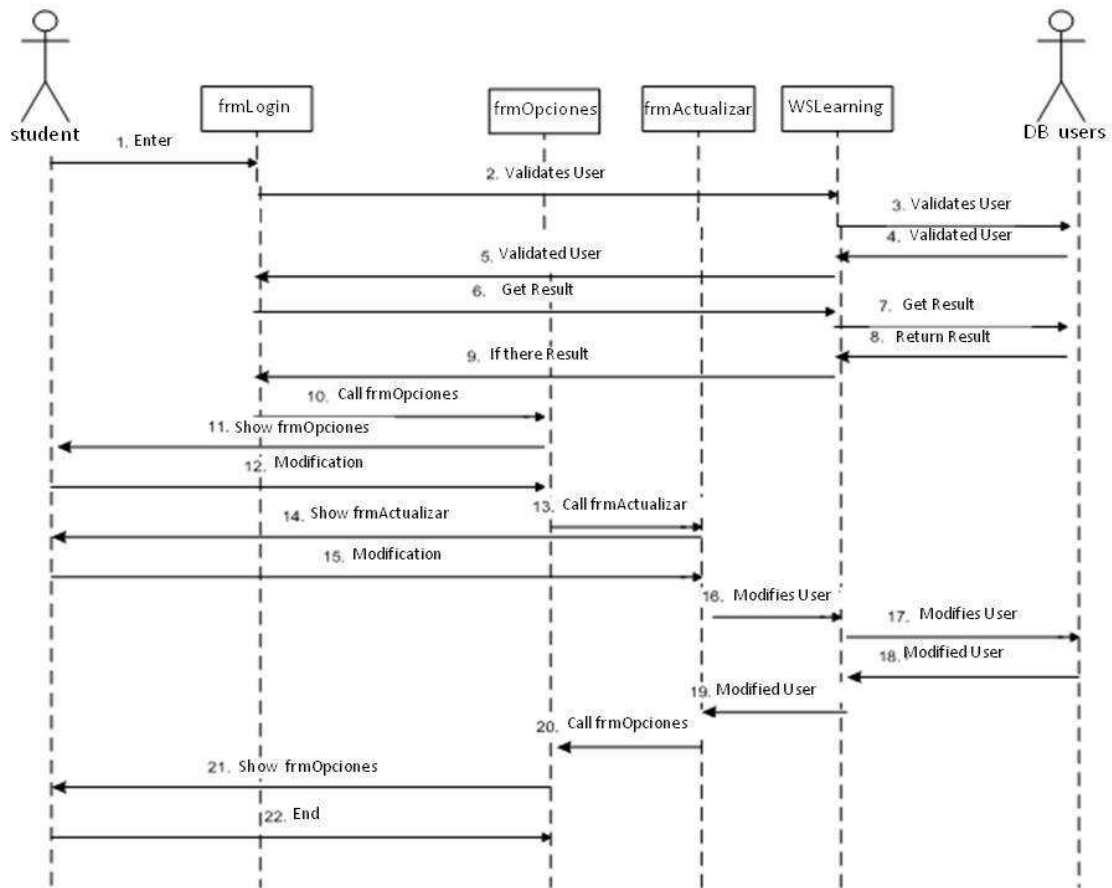 student
frmLogin
frmOpciones
frmActualizar
WSLearning
DB users
1. Enter
2. Validates User
3. Validates User
4. Validated User
5. Validated User
6. Get Result
7. Get Result
8. Return Result
9. If there Result
10. Call frmOpciones
11. Show frmOpciones
12. Modification
13. Call frmActualizar
14. Show frmActualizar
15. Modification
16. Modifies User
17. Modifies User
18. Modified User
19. Modified User
20. Call frmOpciones
21. Show frmOpciones
22. End